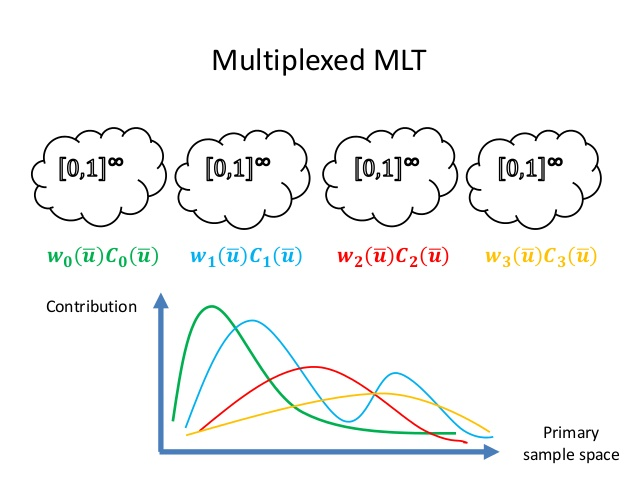 Multiplexed MLT
[0,1]^∞ [0,1]^∞ [0,1]^∞ [0,1]^∞
w₀(u̅)C₀(u̅) w₁(u̅)C₁(u̅) w₂(u̅)C₂(u̅) w₃(u̅)C₃(u̅)
Contribution
Primary
sample space